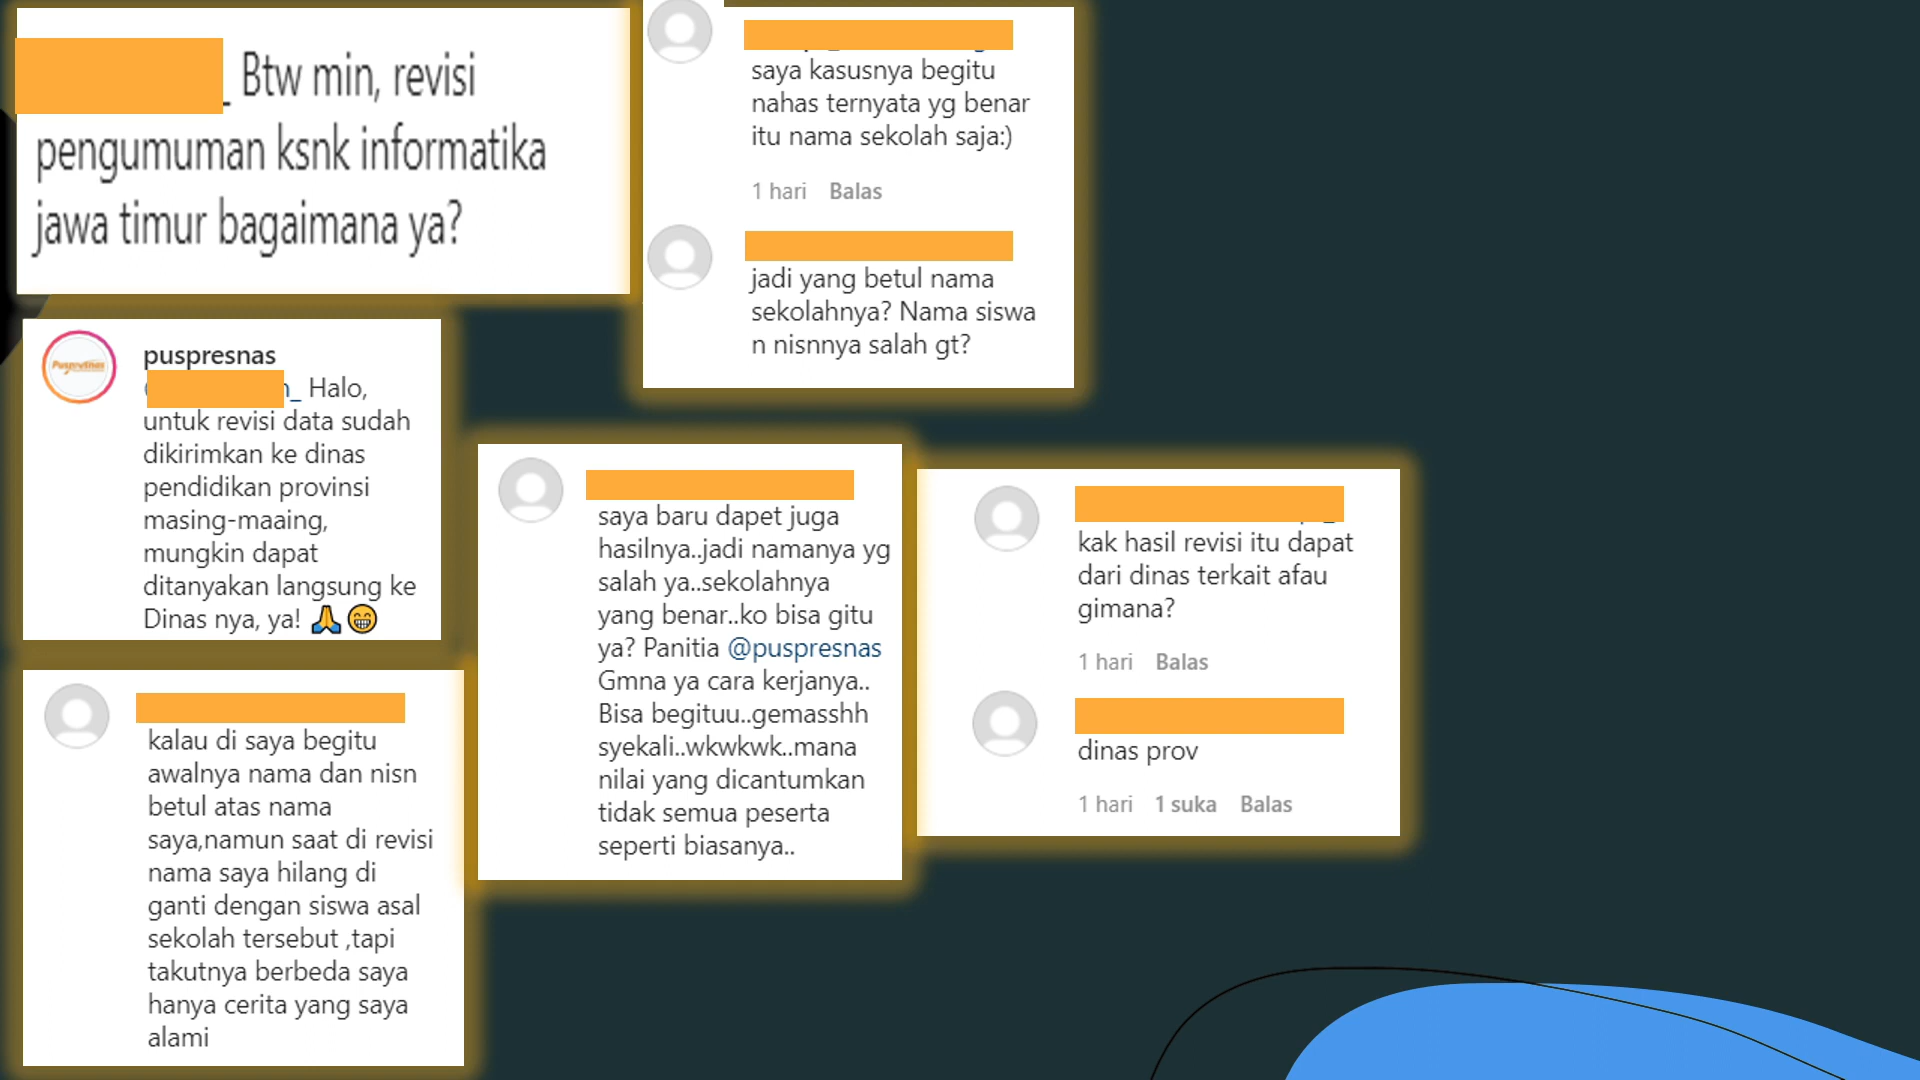 _ Btw min, revisi
pengumuman ksnk informatika
jawa timur bagaimana ya?
saya kasusnya begitu
nahas ternyata yg benar
itu nama sekolah saja:)
1 hari Balas
jadi yang betul nama
sekolahnya? Nama siswa
n nisnnya salah gt?
Puspresnas
puspresnas
_ Halo,
untuk revisi data sudah
dikirimkan ke dinas
pendidikan provinsi
masing-maaing,
mungkin dapat
ditanyakan langsung ke
Dinas nya, ya! 🙏😁
saya baru dapet juga
hasilnya..jadi namanya yg
salah ya..sekolahnya
yang benar..ko bisa gitu
ya? Panitia @puspresnas
Gmna ya cara kerjanya..
Bisa begituu..gemasshh
syekali..wkwkwk..mana
nilai yang dicantumkan
tidak semua peserta
seperti biasanya..
kak hasil revisi itu dapat
dari dinas terkait afau
gimana?
1 hari Balas
dinas prov
1 hari 1 suka Balas
kalau di saya begitu
awalnya nama dan nisn
betul atas nama
saya,namun saat di revisi
nama saya hilang di
ganti dengan siswa asal
sekolah tersebut ,tapi
takutnya berbeda saya
hanya cerita yang saya
alami